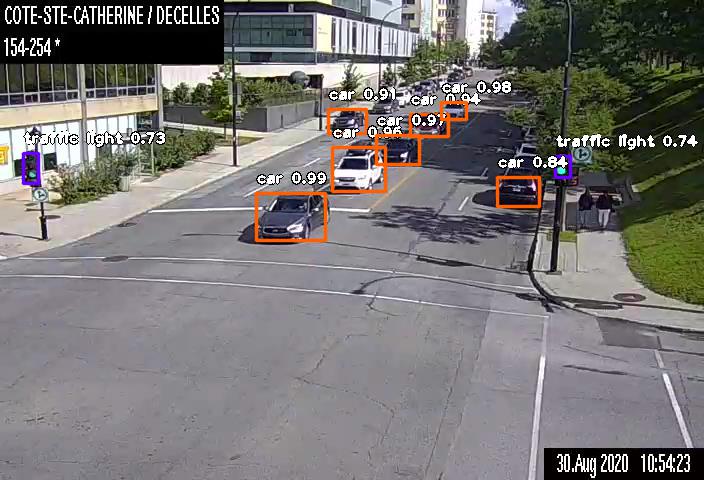 COTE-STE-CATHERINE / DECELLES
154-254 *
car 0.98
car 0.91
car 0.94
car 0.97
car 0.96
traffic light 0.73
traffic light 0.74
car 0.84
car 0.99
30.Aug 2020 10:54:23